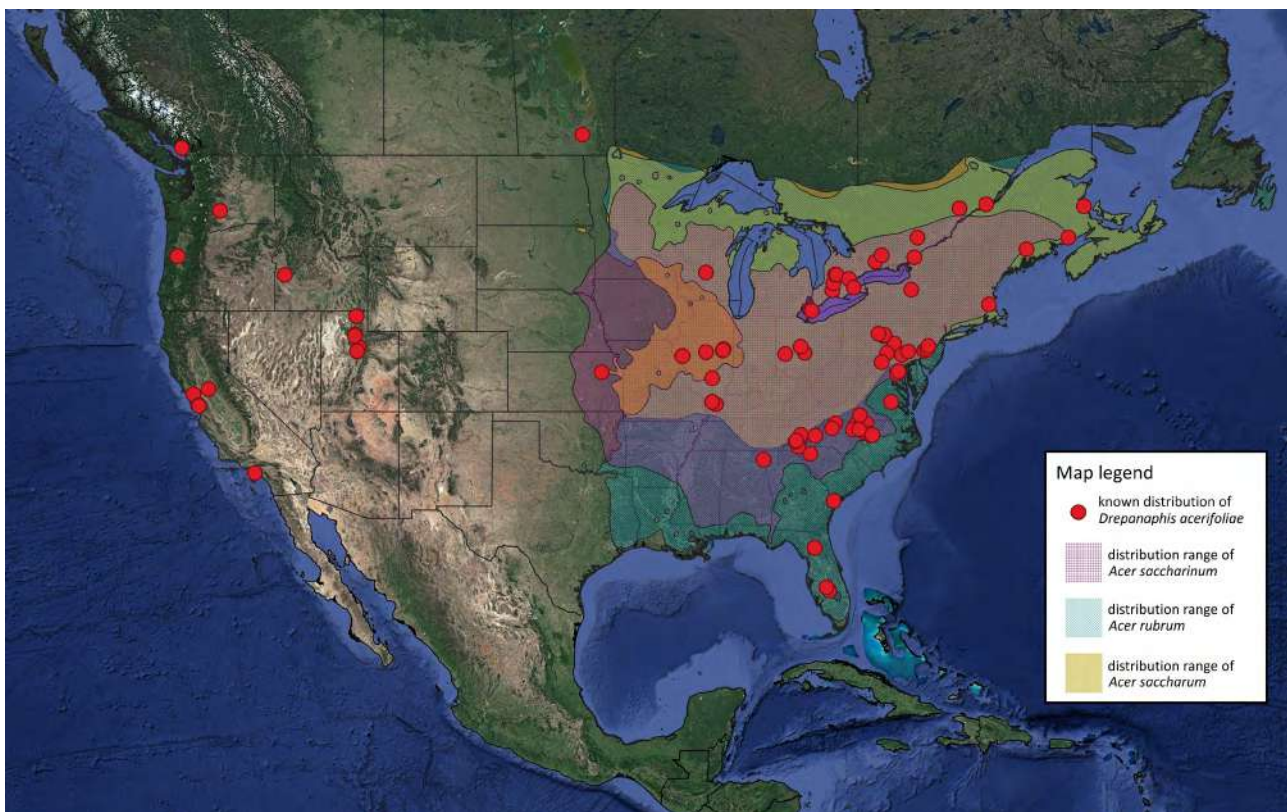 Map legend
known distribution of
Drepanaphis acerifoliae
distribution range of
Acer saccharinum
distribution range of
Acer rubrum
distribution range of
Acer saccharum